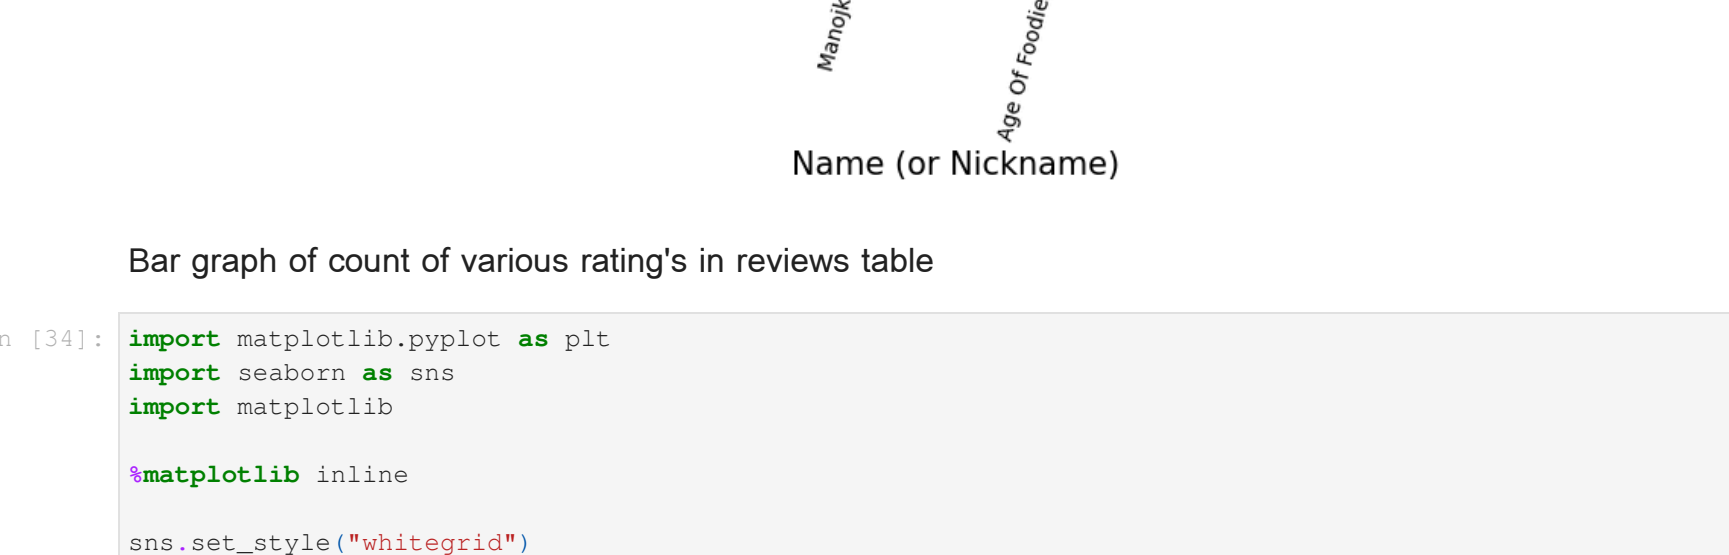 Manojk
Age Of Foodie
Name (or Nickname)
Bar graph of count of various rating's in reviews table
n [34]:
import matplotlib.pyplot as plt
import seaborn as sns
import matplotlib
%matplotlib inline
sns.set_style("whitegrid")